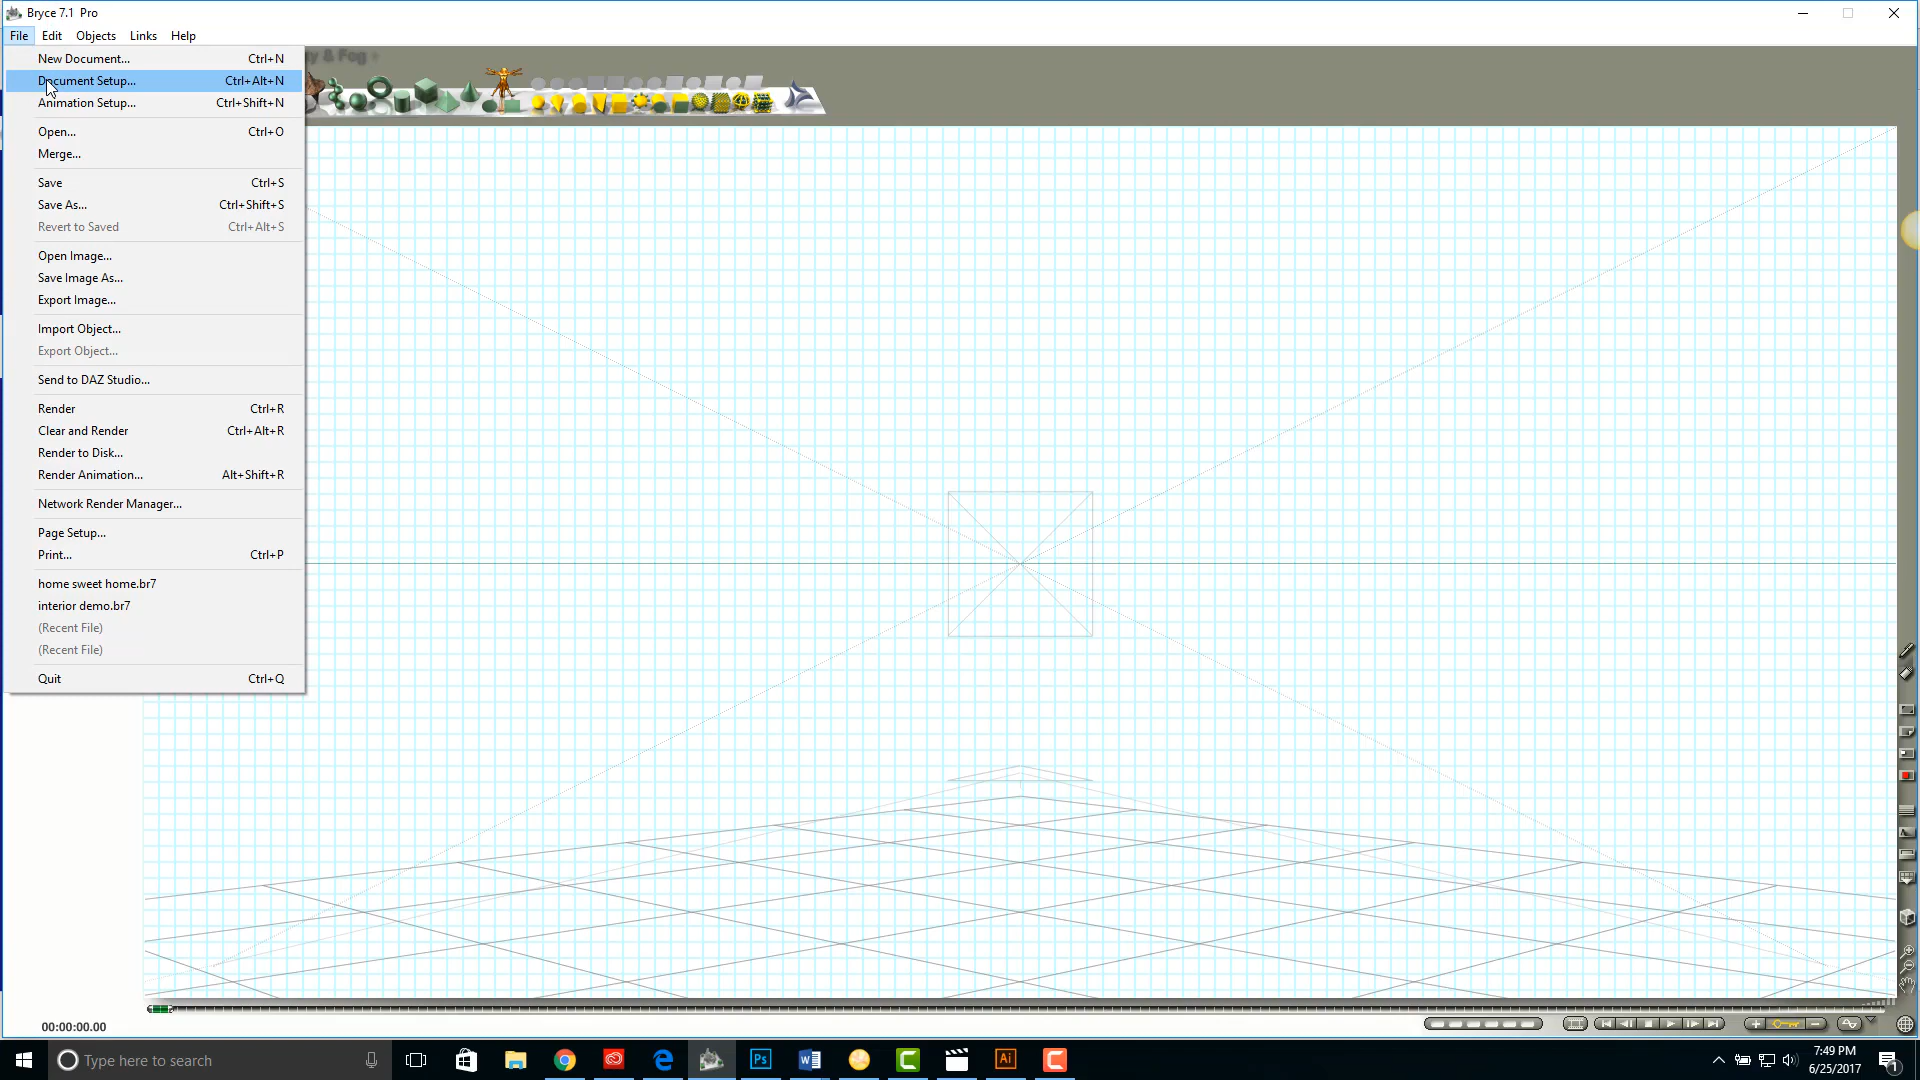 Bryce 7.1 Pro
File Edit Objects Links Help
New Document... Ctrl+N
Document Setup... Ctrl+Alt+N
Animation Setup... Ctrl+Shift+N
Open... Ctrl+O
Merge...
Save Ctrl+S
Save As... Ctrl+Shift+S
Revert to Saved Ctrl+Alt+S
Open Image...
Save Image As...
Export Image...
Import Object...
Export Object...
Send to DAZ Studio...
Render Ctrl+R
Clear and Render Ctrl+Alt+R
Render to Disk...
Render Animation... Alt+Shift+R
Network Render Manager...
Page Setup...
Print... Ctrl+P
home sweet home.br7
interior demo.br7
(Recent File)
(Recent File)
Quit Ctrl+Q
& Fog
00:00:00.00
Type here to search
Ps
Ai
7:49 PM
6/25/2017
1